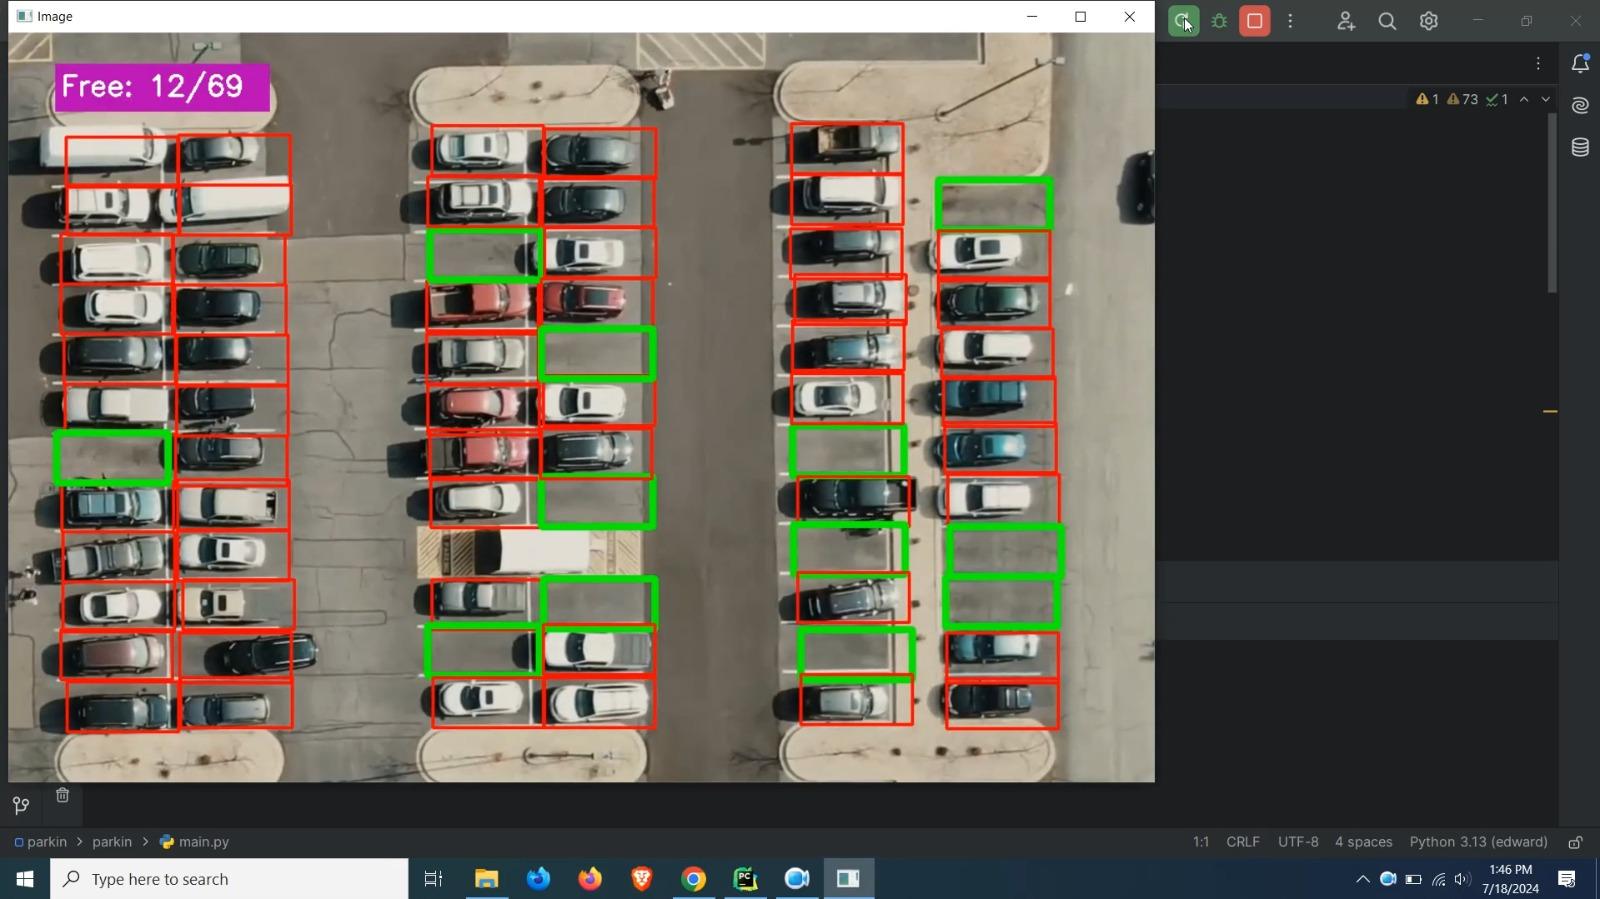 Image
Free: 12/69
1 73 1
parkin > parkin > main.py
1:1 CRLF UTF-8 4 spaces Python 3.13 (edward)
Type here to search
PC
1:46 PM
7/18/2024